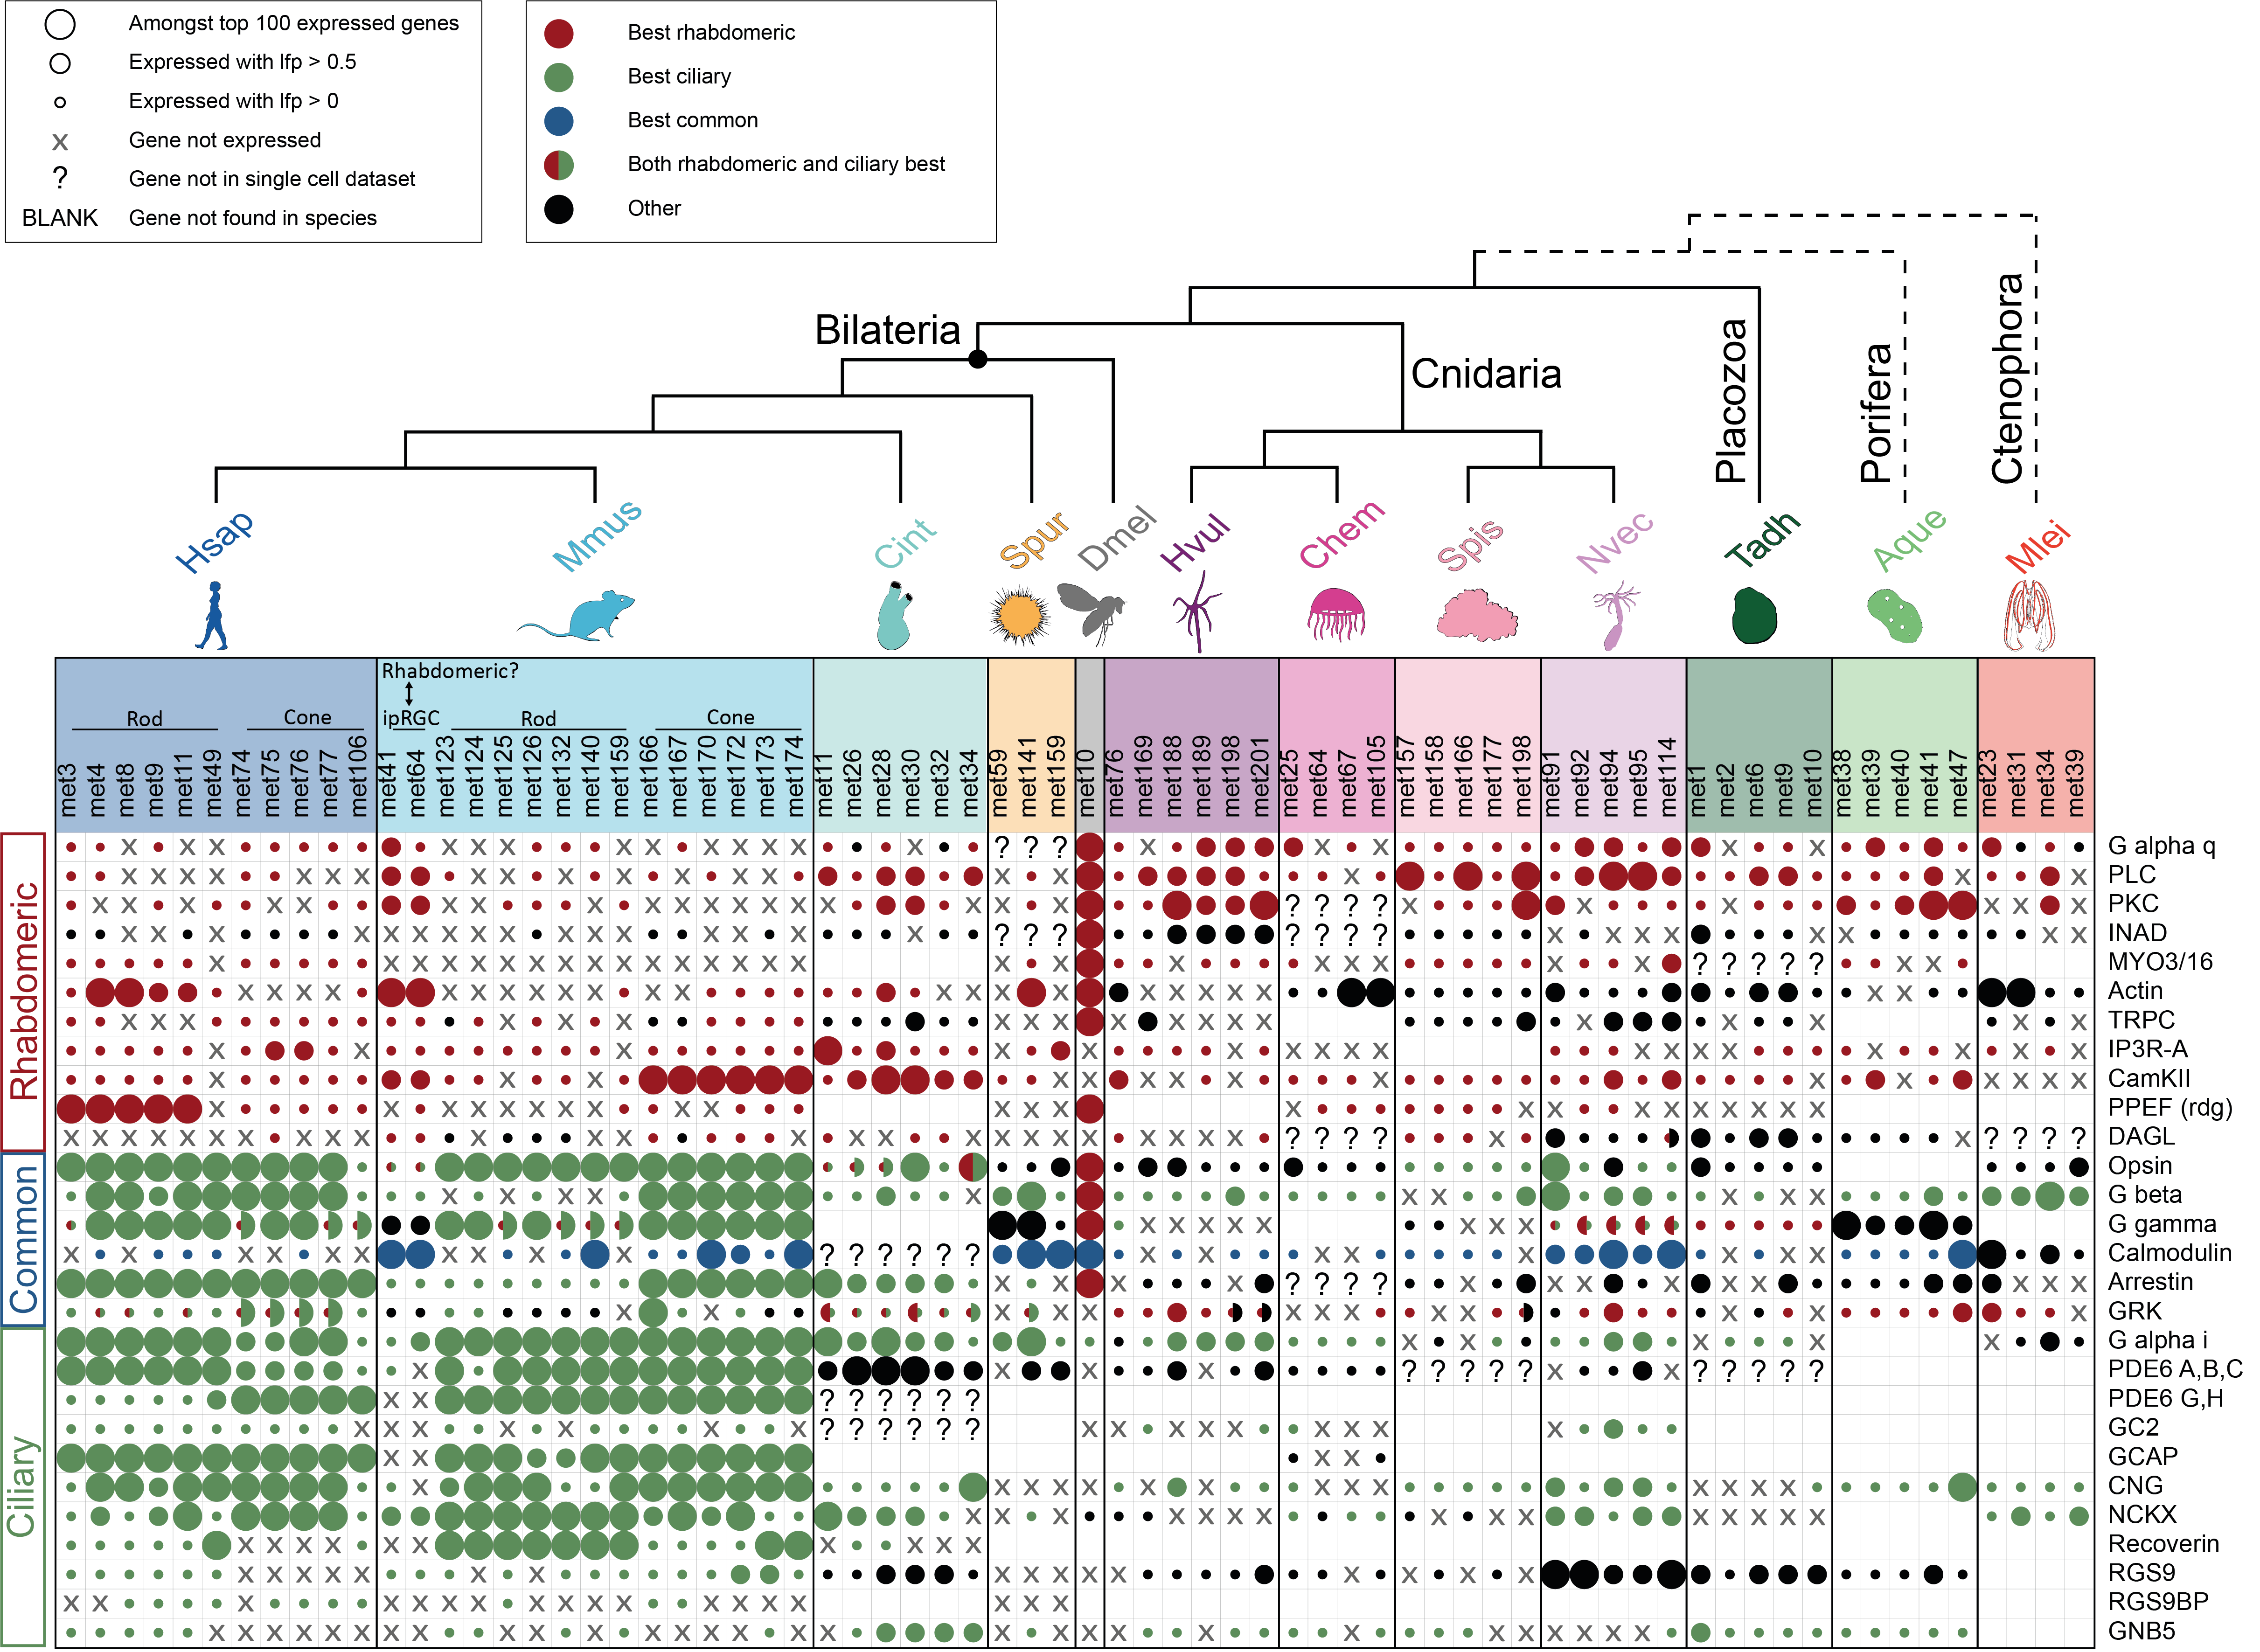 Amongst top 100 expressed genes
Expressed with lfp > 0.5
Expressed with lfp > 0
x Gene not expressed
? Gene not in single cell dataset
BLANK Gene not found in species
Best rhabdomeric
Best ciliary
Best common
Both rhabdomeric and ciliary best
Other
Bilateria
Cnidaria
Placozoa
Porifera
Ctenophora
Hsap
Mmus
Cint
Spur
Dmel
Hvul
Chem
Spis
Nvec
Tadh
Aque
Mlei
Rhabdomeric?
Rod
Cone
ipRGC
Rod
Cone
met3
met4
met8
met9
met11
met49
met74
met75
met76
met77
met106
met41
met64
met123
met124
met125
met126
met132
met140
met159
met166
met167
met170
met172
met173
met174
met11
met26
met28
met30
met32
met34
met59
met141
met159
met10
met76
met169
met188
met189
met198
met201
met25
met64
met67
met105
met157
met158
met166
met177
met198
met91
met92
met94
met95
met114
met1
met2
met6
met9
met10
met38
met39
met40
met41
met47
met23
met31
met34
met39
Rhabdomeric
G alpha q
PLC
PKC
INAD
MYO3/16
Actin
TRPC
IP3R-A
CamKII
PPEF (rdg)
DAGL
Common
Opsin
G beta
G gamma
Calmodulin
Arrestin
GRK
Ciliary
G alpha i
PDE6 A,B,C
PDE6 G,H
GC2
GCAP
CNG
NCKX
Recoverin
RGS9
RGS9BP
GNB5